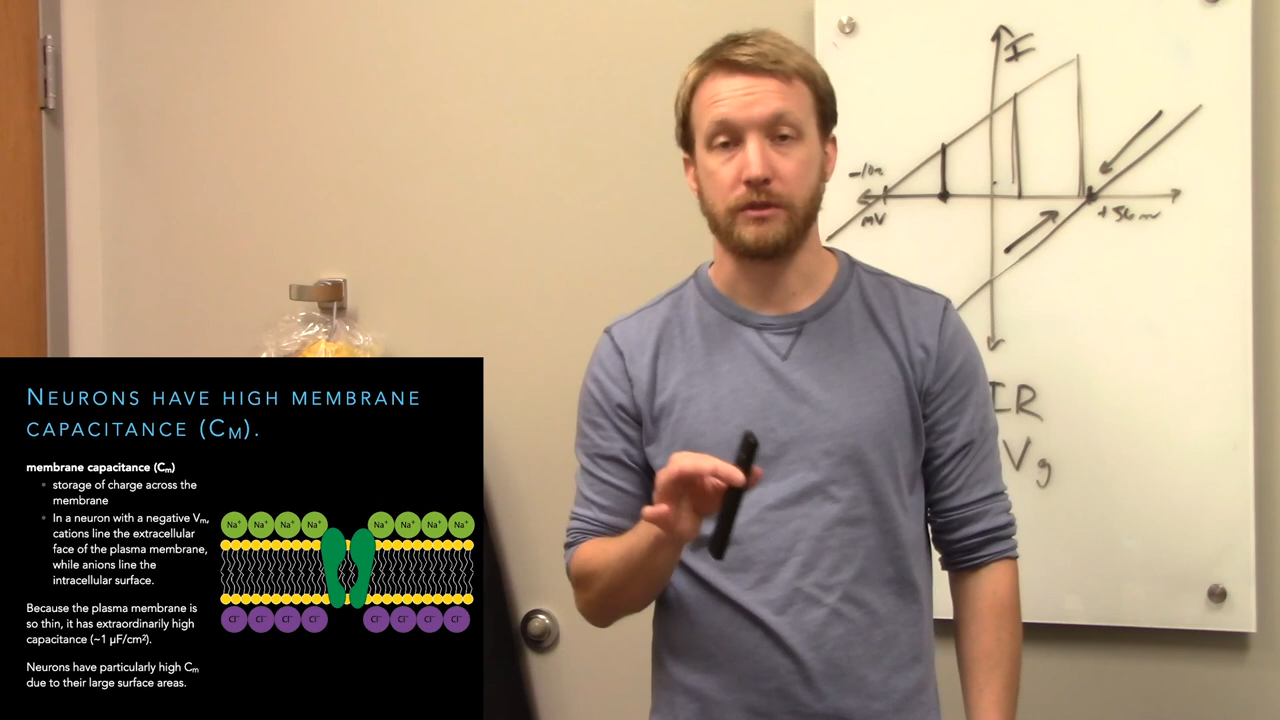 NEURONS HAVE HIGH MEMBRANE
CAPACITANCE (CM).
membrane capacitance (Cm)
storage of charge across the
membrane
In a neuron with a negative Vm,
cations line the extracellular
face of the plasma membrane,
while anions line the
intracellular surface.
Because the plasma membrane is
so thin, it has extraordinarily high
capacitance (~1 µF/cm²).
Neurons have particularly high Cm
due to their large surface areas.
Na⁺ Na⁺ Na⁺ Na⁺ Na⁺ Na⁺ Na⁺ Na⁺
Cl⁻ Cl⁻ Cl⁻ Cl⁻ Cl⁻ Cl⁻ Cl⁻ Cl⁻
I
mV
IR
Vg